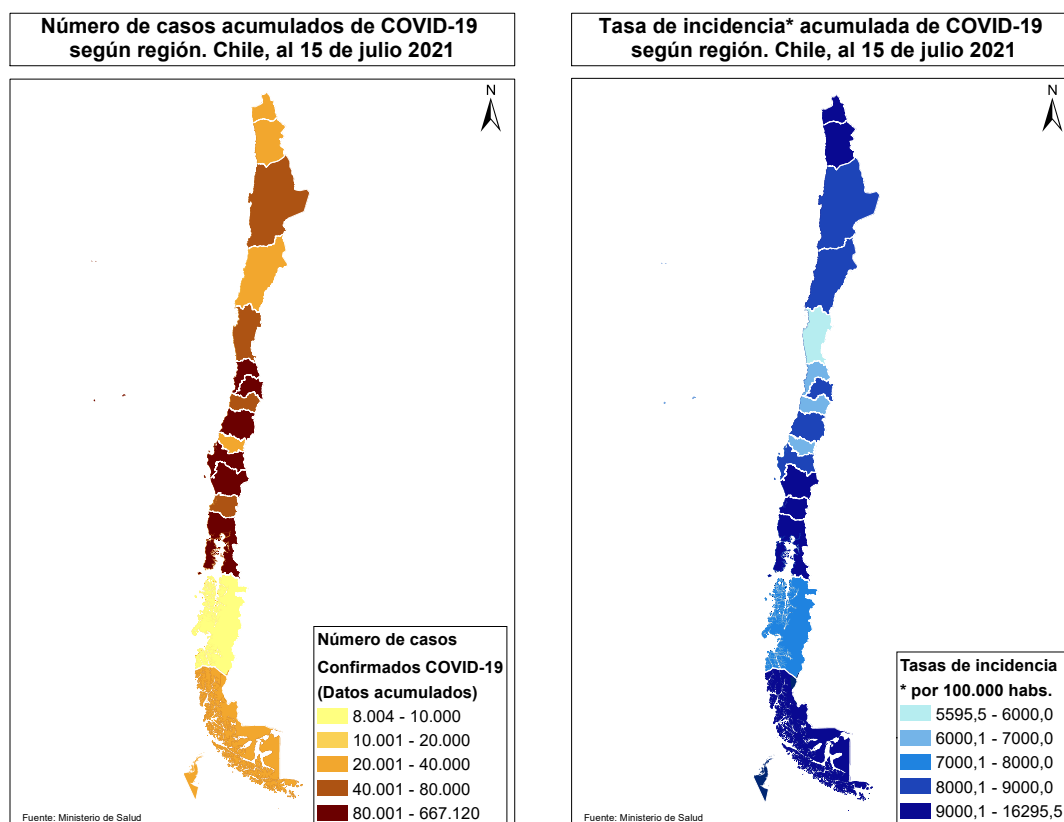 Número de casos acumulados de COVID-19
según región. Chile, al 15 de julio 2021
N
Número de casos
Confirmados COVID-19
(Datos acumulados)
8.004 - 10.000
10.001 - 20.000
20.001 - 40.000
40.001 - 80.000
80.001 - 667.120
Fuente: Ministerio de Salud
Tasa de incidencia* acumulada de COVID-19
según región. Chile, al 15 de julio 2021
N
Tasas de incidencia
* por 100.000 habs.
5595,5 - 6000,0
6000,1 - 7000,0
7000,1 - 8000,0
8000,1 - 9000,0
9000,1 - 16295,5
Fuente: Ministerio de Salud